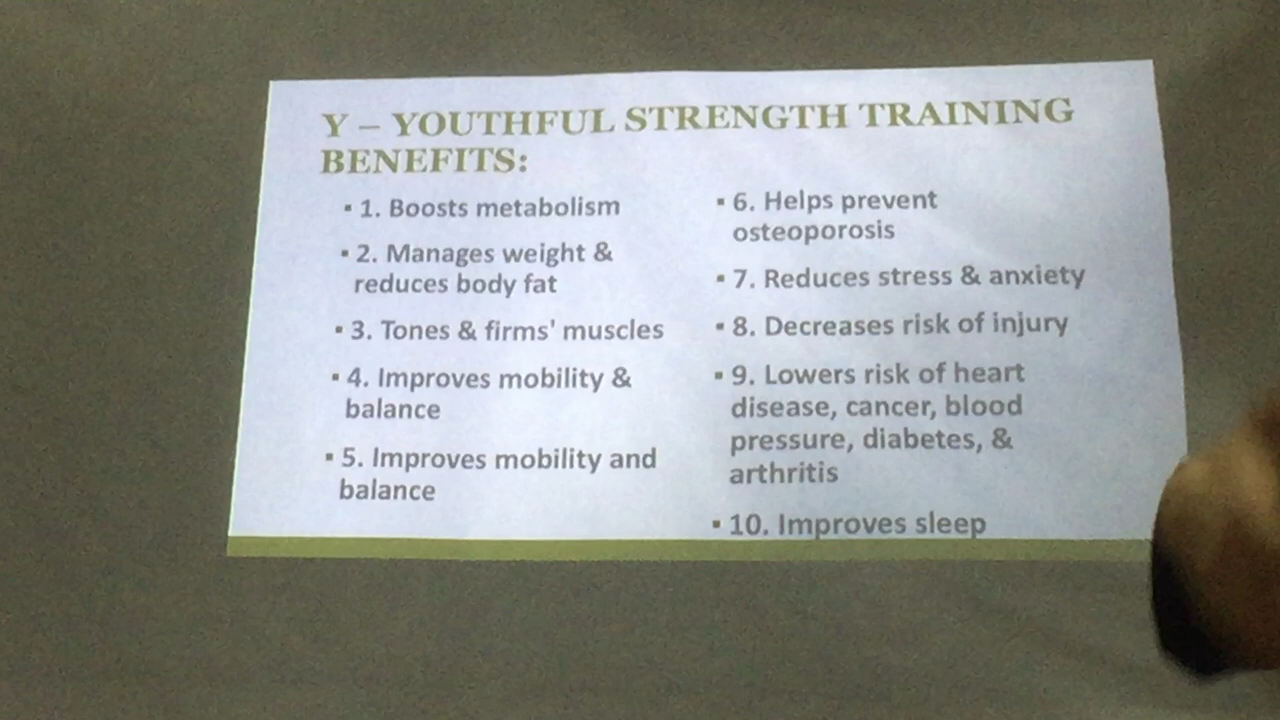 Y – YOUTHFUL STRENGTH TRAINING
BENEFITS:
▪ 1. Boosts metabolism
▪ 2. Manages weight &
reduces body fat
▪ 3. Tones & firms' muscles
▪ 4. Improves mobility &
balance
▪ 5. Improves mobility and
balance
▪ 6. Helps prevent
osteoporosis
▪ 7. Reduces stress & anxiety
▪ 8. Decreases risk of injury
▪ 9. Lowers risk of heart
disease, cancer, blood
pressure, diabetes, &
arthritis
▪ 10. Improves sleep